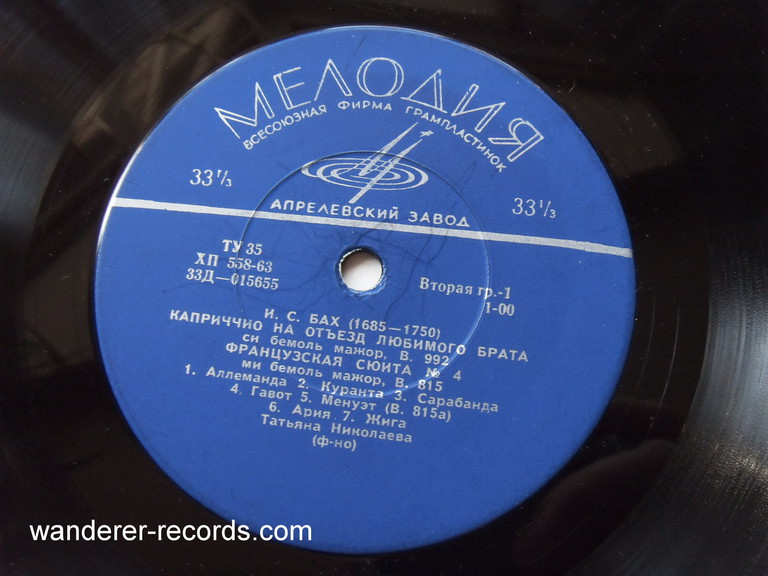 МЕЛОДИЯ
ВСЕСОЮЗНАЯ ФИРМА ГРАМПЛАСТИНОК
33⅓ 33⅓
АПРЕЛЕВСКИЙ ЗАВОД
ТУ 35
ХП 558-63
33Д—015655
Вторая гр.-1
1-00
И. С. БАХ (1685—1750)
КАПРИЧЧИО НА ОТЪЕЗД ЛЮБИМОГО БРАТА
си бемоль мажор, В. 992
ФРАНЦУЗСКАЯ СЮИТА № 4
ми бемоль мажор, В. 815
1. Аллеманда 2. Куранта 3. Сарабанда
4. Гавот 5. Менуэт (В. 815а)
6. Ария 7. Жига
Татьяна Николаева
(ф-но)
wanderer-records.com